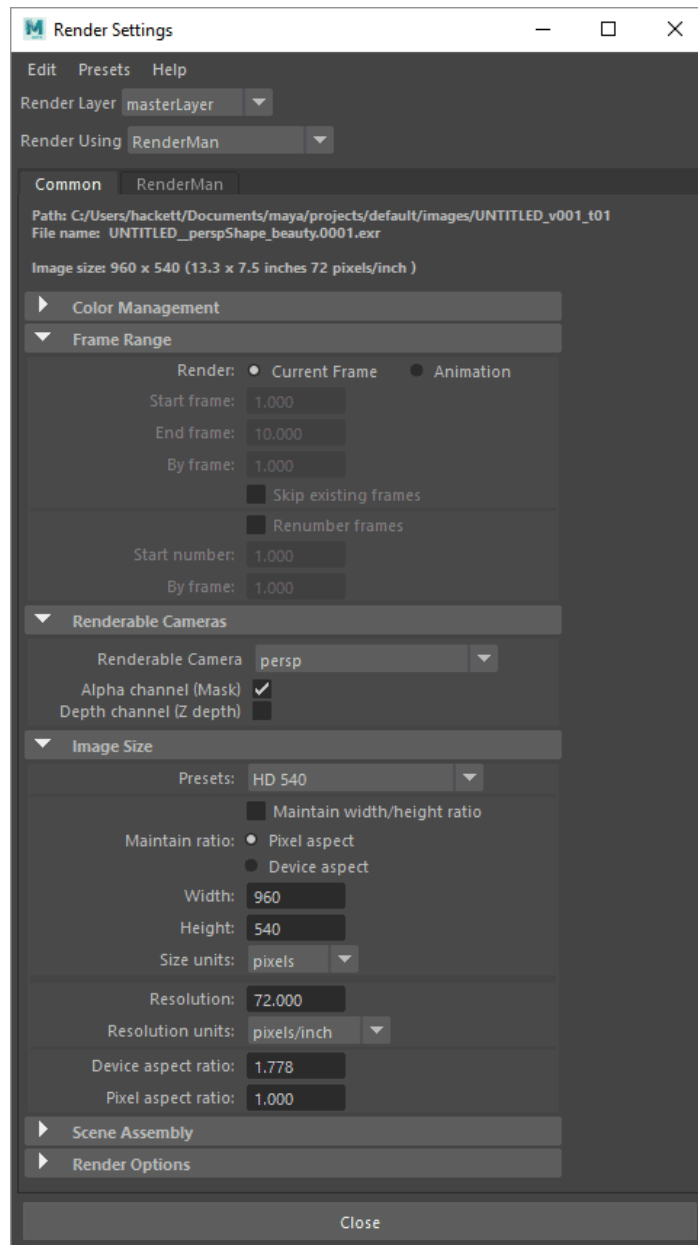 Render Settings
Edit Presets Help
Render Layer masterLayer
Render Using RenderMan
Common RenderMan
Path: C:/Users/hackett/Documents/maya/projects/default/images/UNTITLED_v001_t01
File name: UNTITLED__perspShape_beauty.0001.exr
Image size: 960 x 540 (13.3 x 7.5 inches 72 pixels/inch )
Color Management
Frame Range
Render: Current Frame Animation
Start frame: 1.000
End frame: 10.000
By frame: 1.000
Skip existing frames
Renumber frames
Start number: 1.000
By frame: 1.000
Renderable Cameras
Renderable Camera persp
Alpha channel (Mask)
Depth channel (Z depth)
Image Size
Presets: HD 540
Maintain width/height ratio
Maintain ratio: Pixel aspect
Device aspect
Width: 960
Height: 540
Size units: pixels
Resolution: 72.000
Resolution units: pixels/inch
Device aspect ratio: 1.778
Pixel aspect ratio: 1.000
Scene Assembly
Render Options
Close